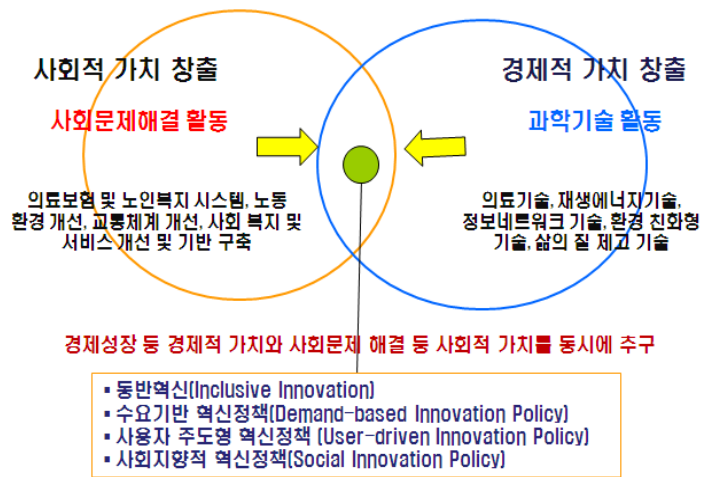 사회적 가치 창출
사회문제해결 활동
의료보험 및 노인복지 시스템, 노동
환경 개선, 교통체계 개선, 사회 복지 및
서비스 개선 및 기반 구축
경제적 가치 창출
과학기술 활동
의료기술, 재생에너지기술,
정보네트워크 기술, 환경 친화형
기술, 삶의 질 제고 기술
경제성장 등 경제적 가치와 사회문제 해결 등 사회적 가치를 동시에 추구
▪ 동반혁신(Inclusive Innovation)
▪ 수요기반 혁신정책(Demand-based Innovation Policy)
▪ 사용자 주도형 혁신정책 (User-driven Innovation Policy)
▪ 사회지향적 혁신정책(Social Innovation Policy)